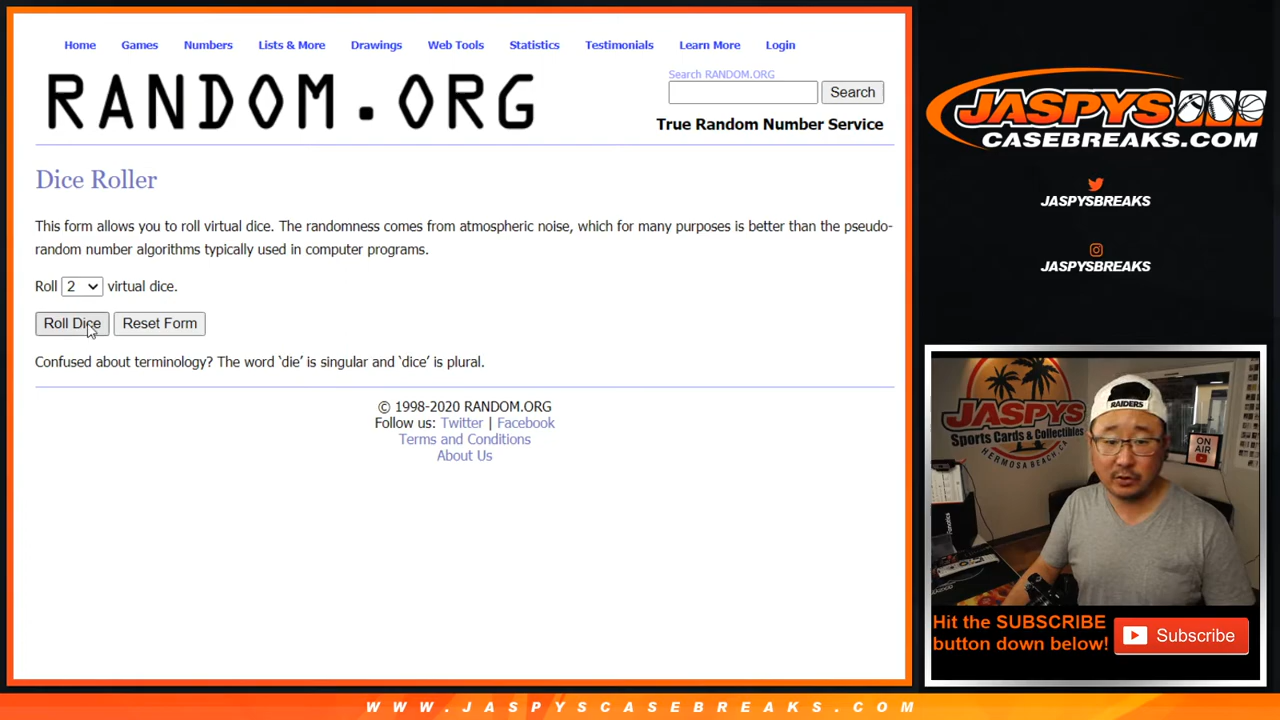 Home Games Numbers Lists & More Drawings Web Tools Statistics Testimonials Learn More Login
RANDOM.ORG
Search RANDOM.ORG
Search
True Random Number Service
Dice Roller
This form allows you to roll virtual dice. The randomness comes from atmospheric noise, which for many purposes is better than the pseudo-
random number algorithms typically used in computer programs.
Roll 2 virtual dice.
Roll Dice Reset Form
Confused about terminology? The word ‘die’ is singular and ‘dice’ is plural.
© 1998-2020 RANDOM.ORG
Follow us: Twitter | Facebook
Terms and Conditions
About Us
JASPYS
CASEBREAKS.COM
JASPYSBREAKS
JASPYSBREAKS
JASPYS
Sports Cards & Collectibles
HERMOSA BEACH, CA
RAIDERS
ON
AIR
Fanatics
Hit the SUBSCRIBE
button down below!
Subscribe
WWW.JASPYSCASEBREAKS.COM